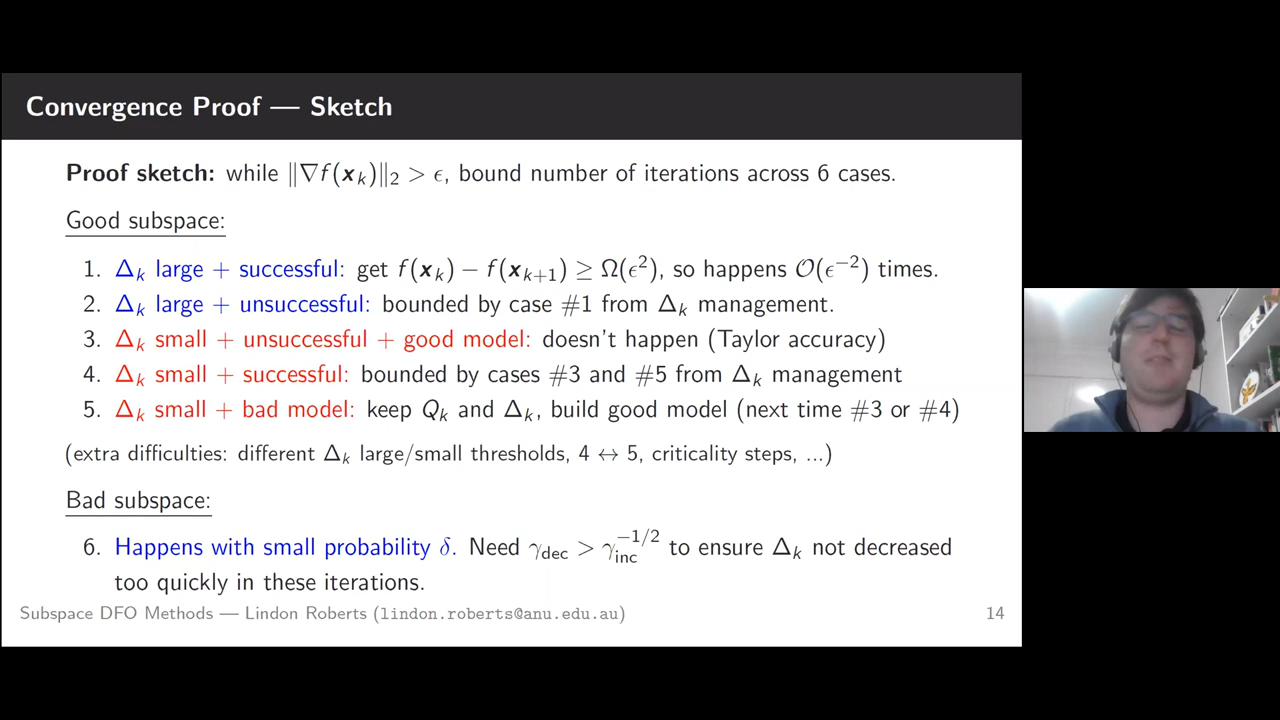 Convergence Proof — Sketch
Proof sketch: while ‖∇f(x_k)‖₂ > ϵ, bound number of iterations across 6 cases.
Good subspace:
1. Δ_k large + successful: get f(x_k) − f(x_{k+1}) ≥ Ω(ϵ²), so happens O(ϵ⁻²) times.
2. Δ_k large + unsuccessful: bounded by case #1 from Δ_k management.
3. Δ_k small + unsuccessful + good model: doesn't happen (Taylor accuracy)
4. Δ_k small + successful: bounded by cases #3 and #5 from Δ_k management
5. Δ_k small + bad model: keep Q_k and Δ_k, build good model (next time #3 or #4)
(extra difficulties: different Δ_k large/small thresholds, 4 ↔ 5, criticality steps, ...)
Bad subspace:
6. Happens with small probability δ. Need γ_dec > γ_inc^{−1/2} to ensure Δ_k not decreased
too quickly in these iterations.
Subspace DFO Methods — Lindon Roberts (lindon.roberts@anu.edu.au) 14